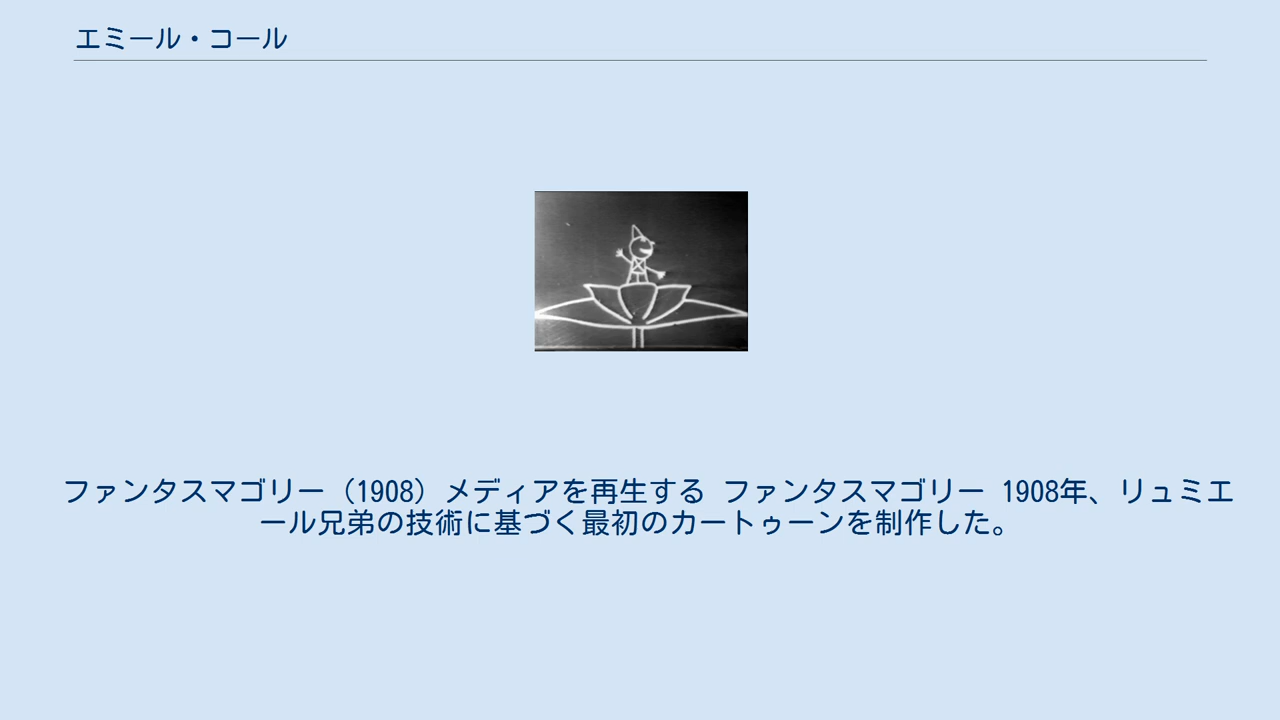 エミール・コール
ファンタスマゴリー（1908）メディアを再生する ファンタスマゴリー 1908年、リュミエ
ール兄弟の技術に基づく最初のカートゥーンを制作した。